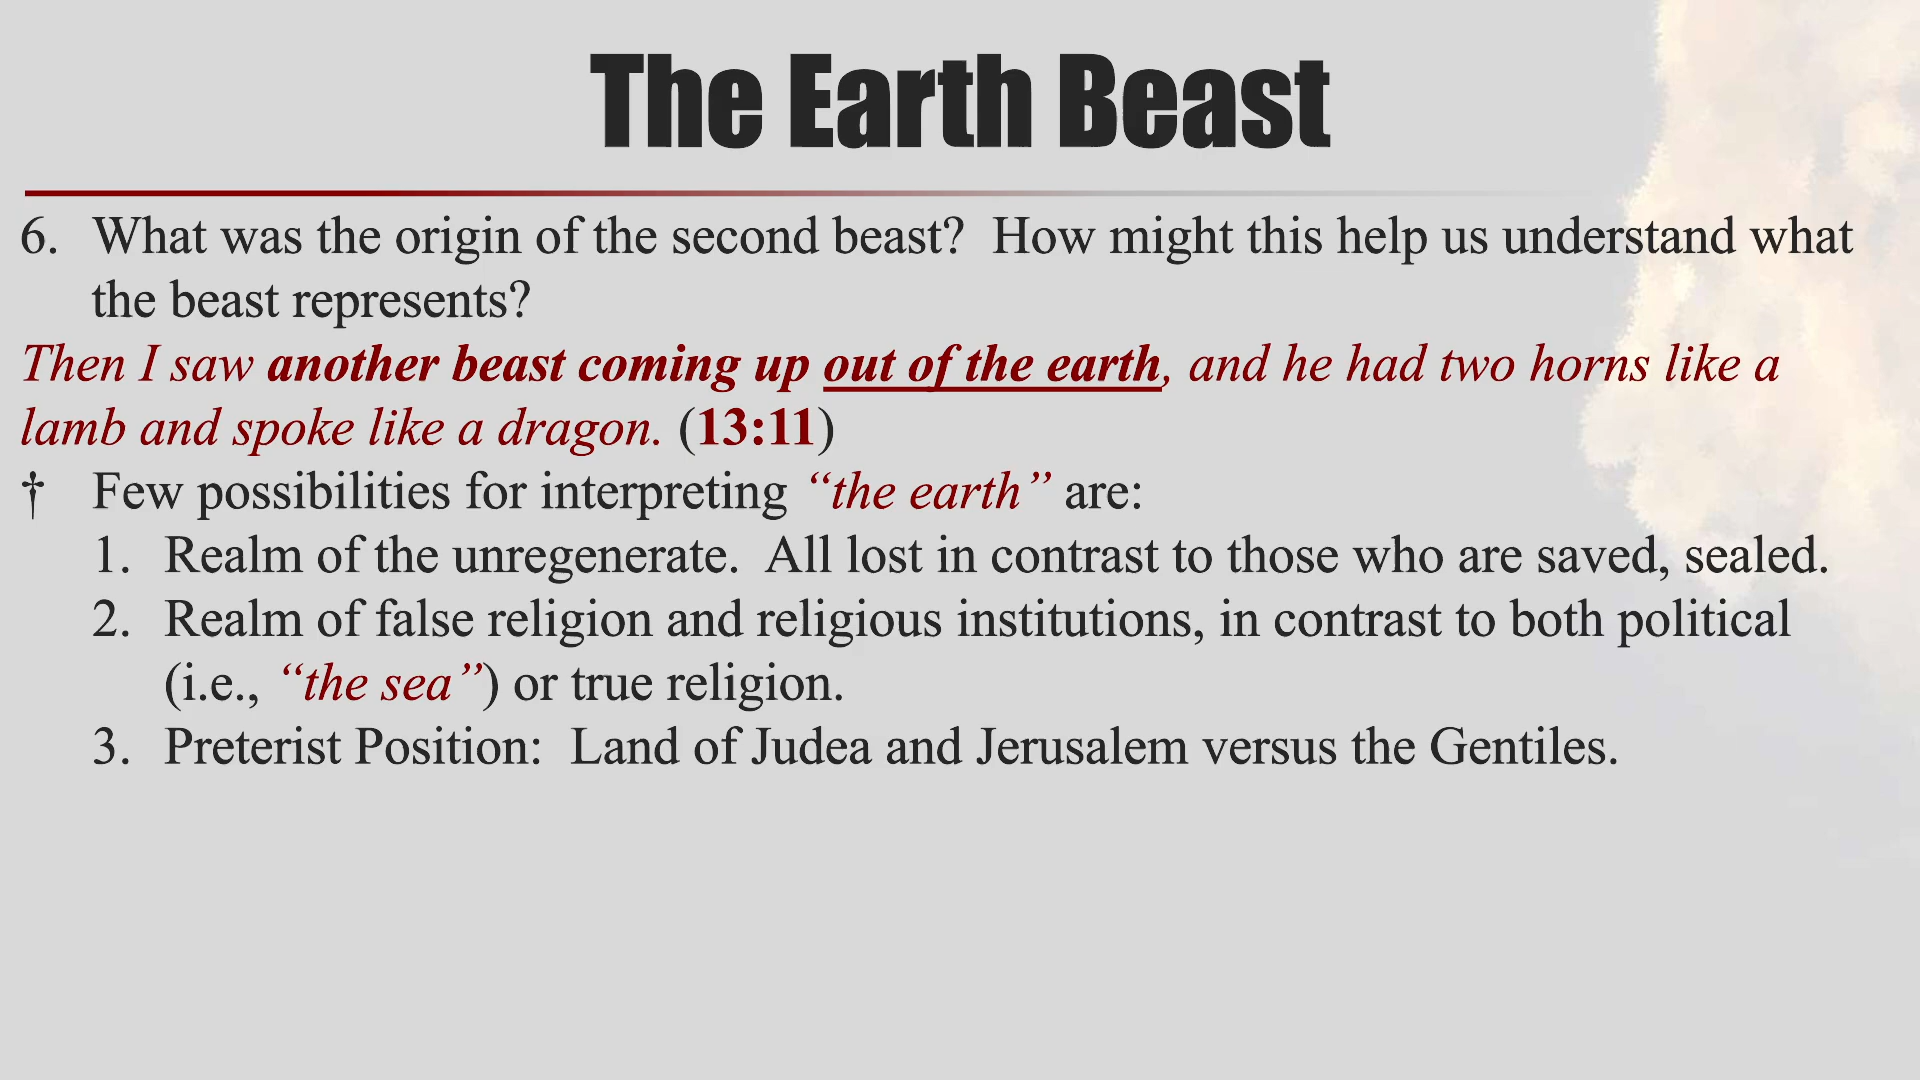 The Earth Beast
6. What was the origin of the second beast?  How might this help us understand what
the beast represents?
Then I saw another beast coming up out of the earth, and he had two horns like a
lamb and spoke like a dragon. (13:11)
† Few possibilities for interpreting “the earth” are:
1. Realm of the unregenerate.  All lost in contrast to those who are saved, sealed.
2. Realm of false religion and religious institutions, in contrast to both political
(i.e., “the sea”) or true religion.
3. Preterist Position:  Land of Judea and Jerusalem versus the Gentiles.